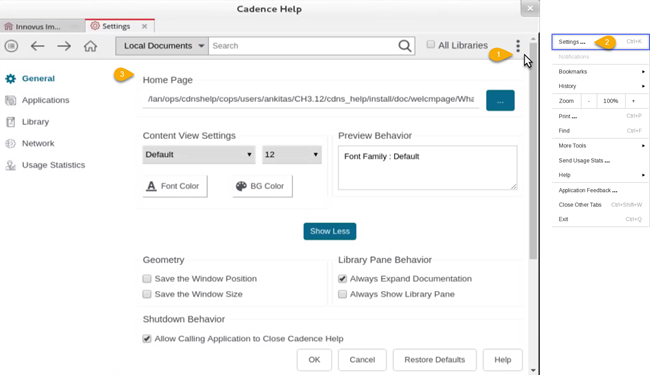 Cadence Help
Innovus Im...
Settings
Local Documents
Search
All Libraries
1
Settings ...
2
Ctrl+K
Notifications
Bookmarks
History
Zoom - 100% +
Print ... Ctrl+P
Find Ctrl+F
More Tools
Send Usage Stats ...
Help
Application Feedback ...
Close Other Tabs Ctrl+Shift+W
Exit Ctrl+Q
General
Applications
Library
Network
Usage Statistics
3
Home Page
/lan/ops/cdnshelp/cops/users/ankitas/CH3.12/cdns_help/install/doc/welcmpage/Wha
...
Content View Settings
Default
12
Font Color
BG Color
Preview Behavior
Font Family : Default
Show Less
Geometry
Save the Window Position
Save the Window Size
Library Pane Behavior
Always Expand Documentation
Always Show Library Pane
Shutdown Behavior
Allow Calling Application to Close Cadence Help
OK
Cancel
Restore Defaults
Help